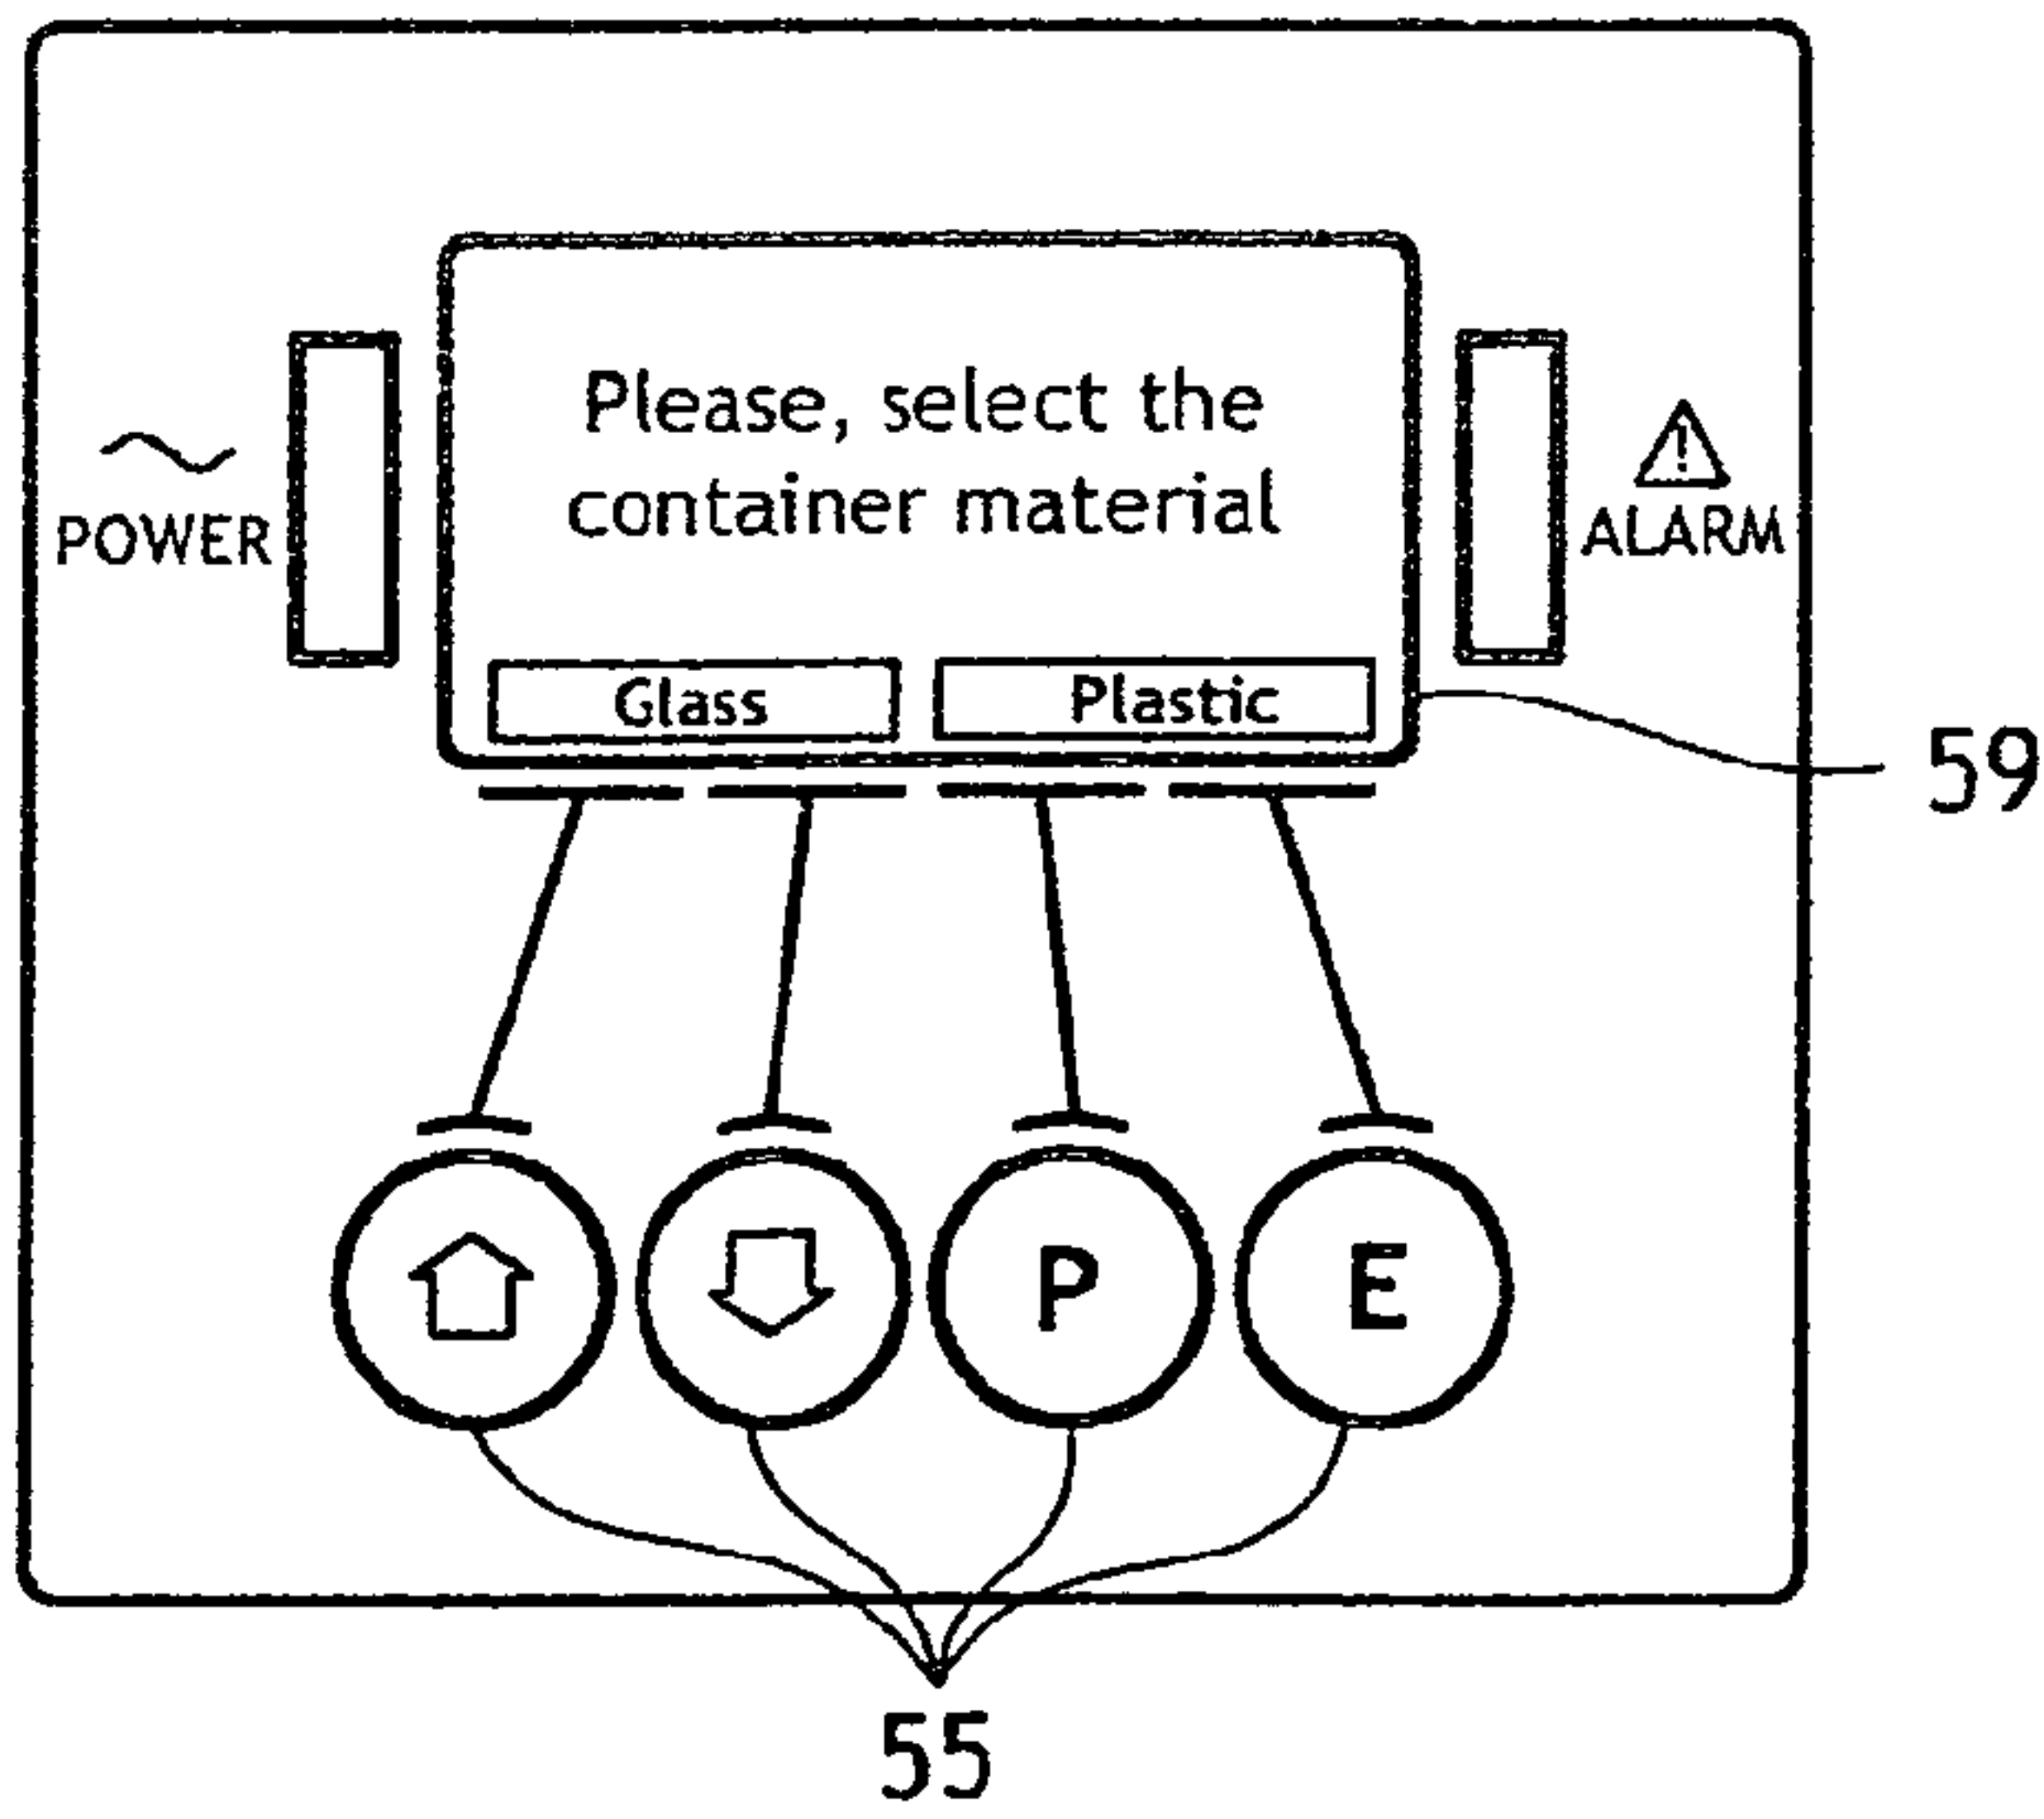 Please, select the
container material
POWER
ALARM
Glass Plastic
59
P E
55